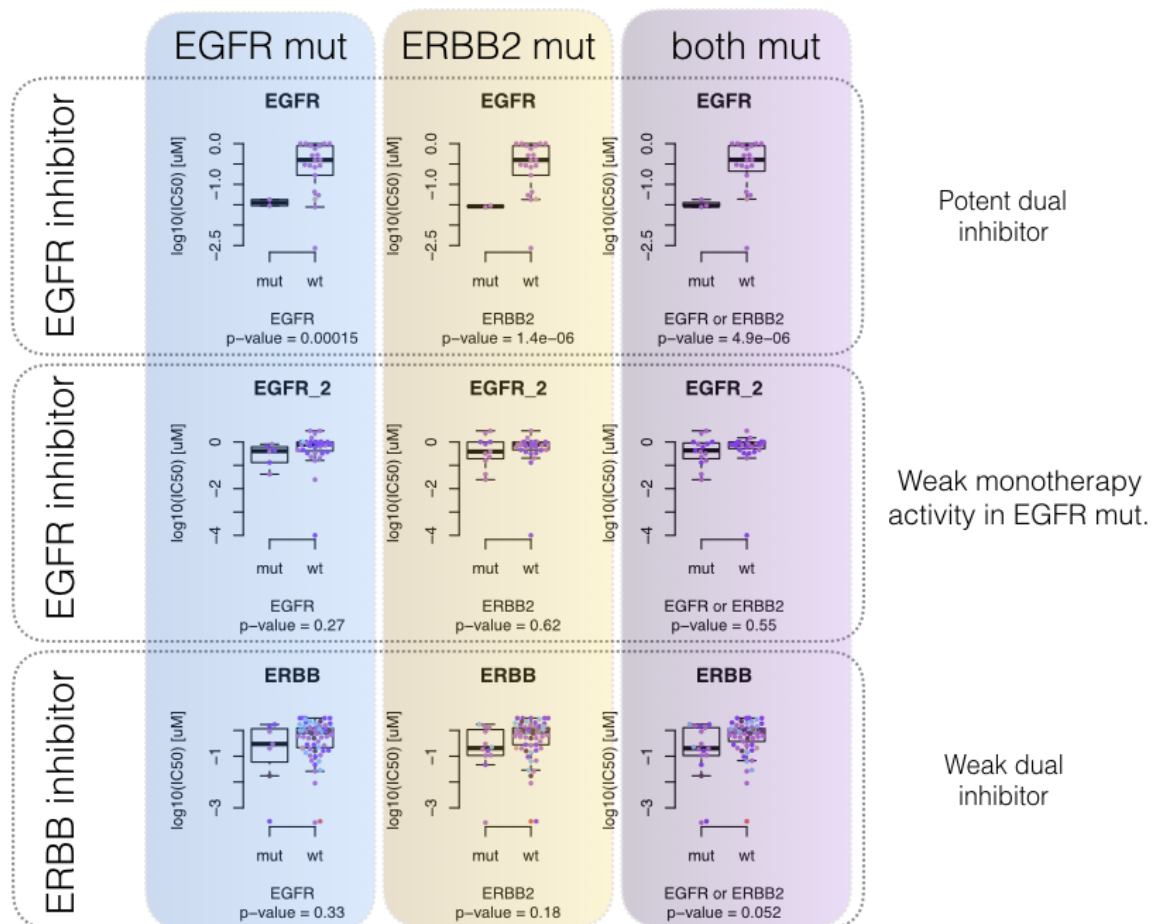 EGFR mut ERBB2 mut both mut
EGFR inhibitor
EGFR
log10(IC50) [uM]
0.0
−1.0
−2.5
mut wt
EGFR
p−value = 0.00015
EGFR
log10(IC50) [uM]
0.0
−1.0
−2.5
mut wt
ERBB2
p−value = 1.4e−06
EGFR
log10(IC50) [uM]
0.0
−1.0
−2.5
mut wt
EGFR or ERBB2
p−value = 4.9e−06
Potent dual
inhibitor
EGFR inhibitor
EGFR_2
log10(IC50) [uM]
0
−2
−4
mut wt
EGFR
p−value = 0.27
EGFR_2
log10(IC50) [uM]
0
−2
−4
mut wt
ERBB2
p−value = 0.62
EGFR_2
log10(IC50) [uM]
0
−2
−4
mut wt
EGFR or ERBB2
p−value = 0.55
Weak monotherapy
activity in EGFR mut.
ERBB inhibitor
ERBB
log10(IC50) [uM]
−1
−3
mut wt
EGFR
p−value = 0.33
ERBB
log10(IC50) [uM]
−1
−3
mut wt
ERBB2
p−value = 0.18
ERBB
log10(IC50) [uM]
−1
−3
mut wt
EGFR or ERBB2
p−value = 0.052
Weak dual
inhibitor